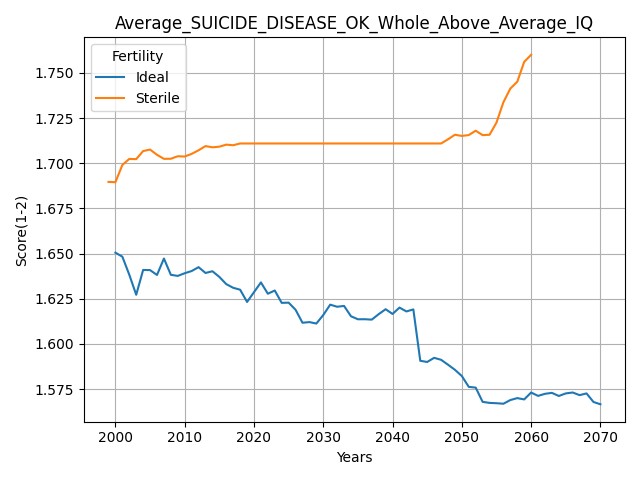 Average_SUICIDE_DISEASE_OK_Whole_Above_Average_IQ
Fertility
Ideal
Sterile
Score(1-2)
1.750
1.725
1.700
1.675
1.650
1.625
1.600
1.575
2000 2010 2020 2030 2040 2050 2060 2070
Years